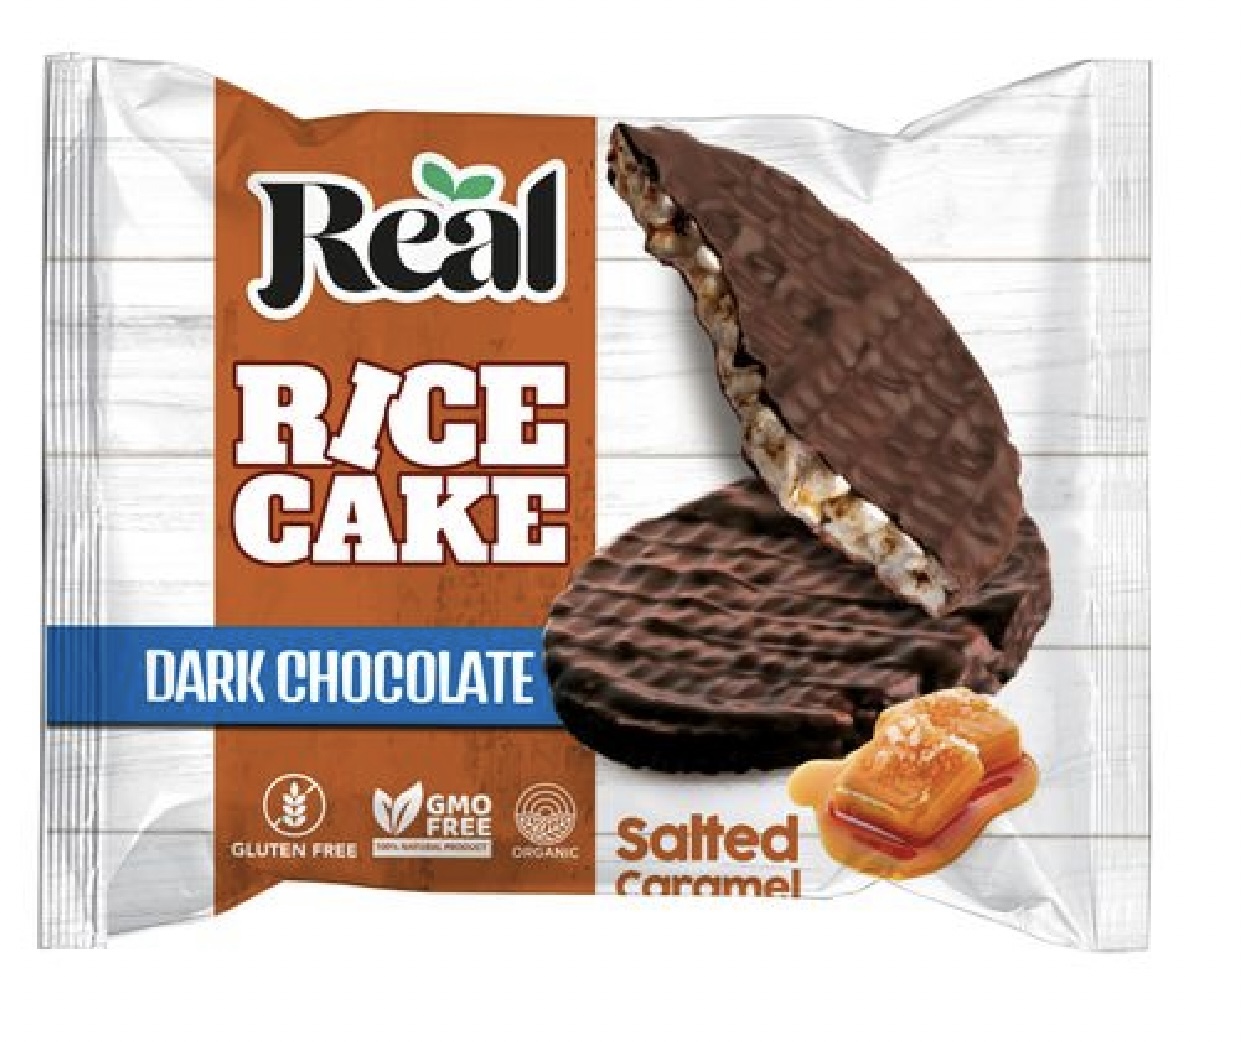 Real
RICE
CAKE
DARK CHOCOLATE
GLUTEN FREE
GMO
FREE
100% NATURAL PRODUCT
ORGANIC
Salted
Caramel